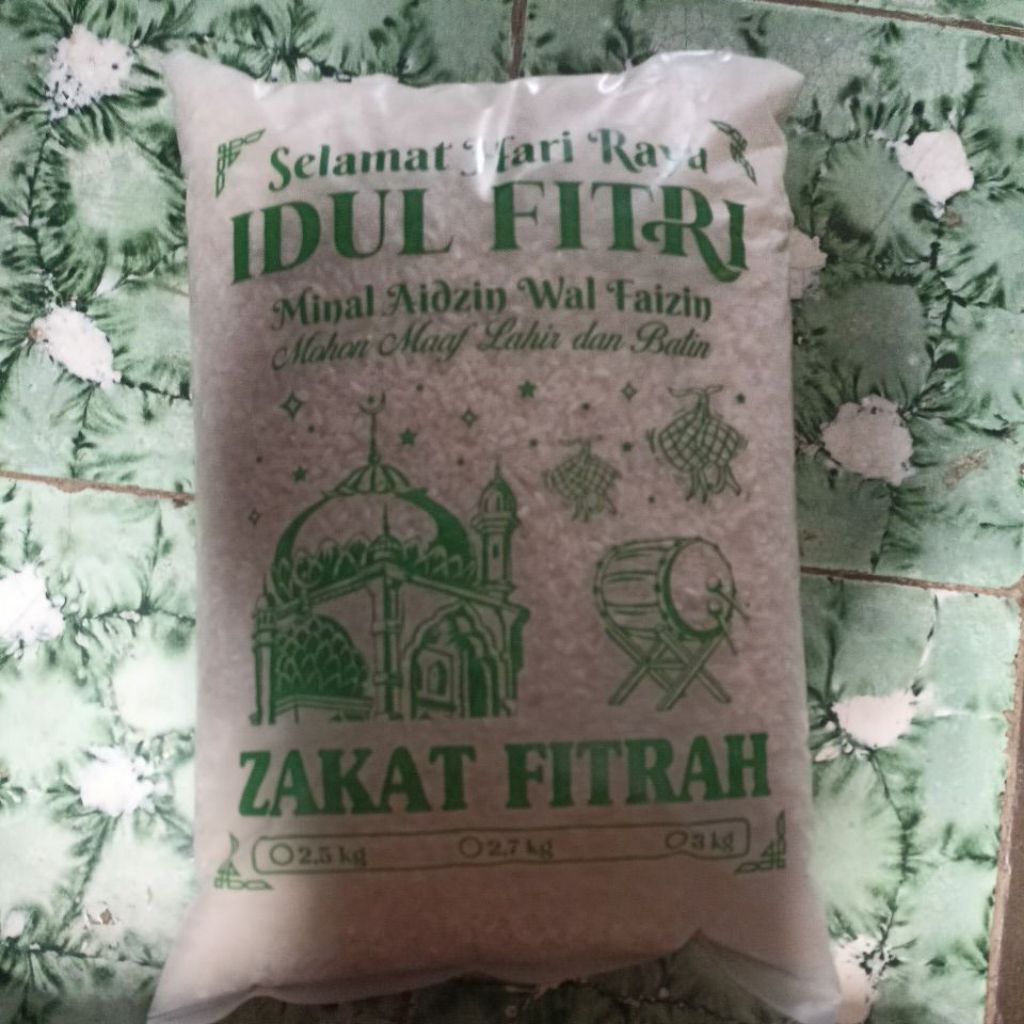 Selamat Hari Raya
IDUL FITRI
Minal Aidzin Wal Faizin
Mohon Maaf Lahir dan Batin
ZAKAT FITRAH
2.5 kg 2.7 kg 3 kg